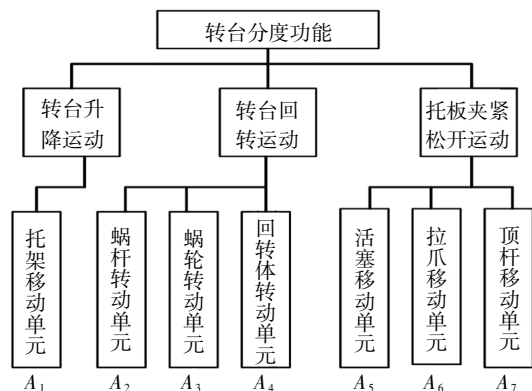 转台分度功能
转台升
降运动
转台回
转运动
托板夹紧
松开运动
托架移动单元
蜗杆转动单元
蜗轮转动单元
回转体转动单元
活塞移动单元
拉爪移动单元
顶杆移动单元
A₁ A₂ A₃ A₄ A₅ A₆ A₇